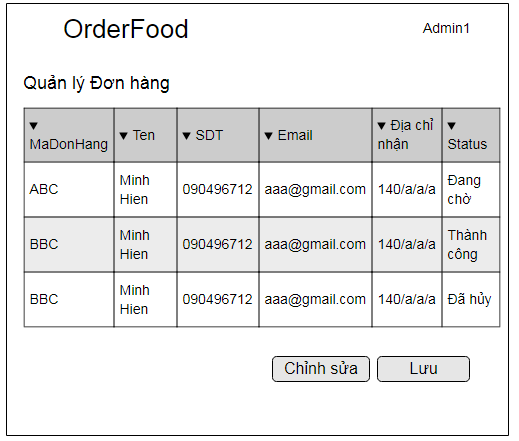 OrderFood
Admin1
Quản lý Đơn hàng
▼ MaDonHang ▼ Ten ▼ SDT ▼ Email ▼ Địa chỉ nhận ▼ Status
ABC Minh Hien 090496712 aaa@gmail.com 140/a/a/a Đang chờ
BBC Minh Hien 090496712 aaa@gmail.com 140/a/a/a Thành công
BBC Minh Hien 090496712 aaa@gmail.com 140/a/a/a Đã hủy
Chỉnh sửa Lưu